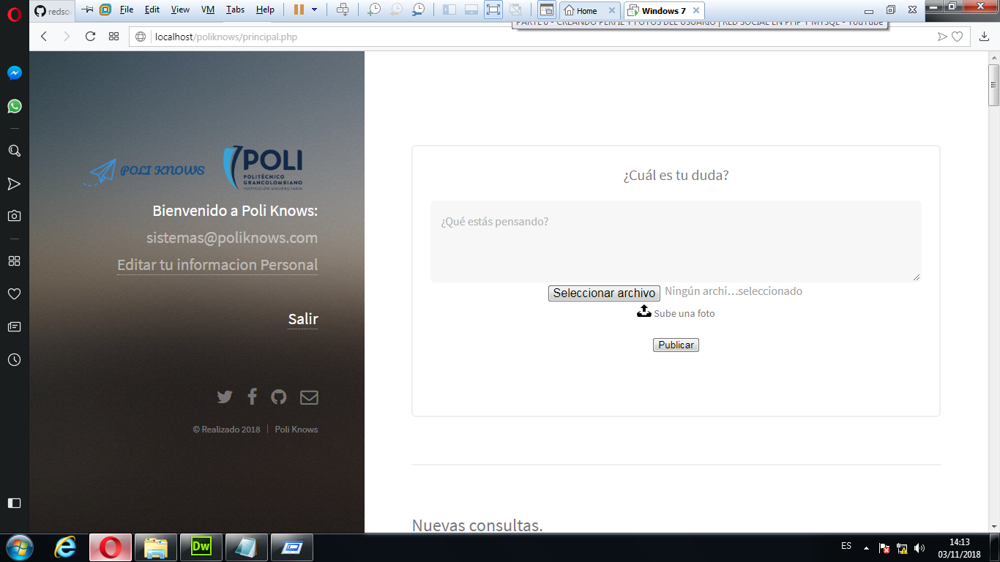 redso
File Edit View VM Tabs Help
Home
Windows 7
PARTE 6 - CREANDO PERFIL Y FOTOS DEL USUARIO | RED SOCIAL EN PHP Y MYSQL - YouTube
localhost/poliknows/principal.php
POLI KNOWS
POLI
POLITÉCNICO
GRANCOLOMBIANO
INSTITUCIÓN UNIVERSITARIA
Bienvenido a Poli Knows:
sistemas@poliknows.com
Editar tu informacion Personal
Salir
© Realizado 2018
Poli Knows
¿Cuál es tu duda?
¿Qué estás pensando?
Seleccionar archivo Ningún archi...seleccionado
Sube una foto
Publicar
Nuevas consultas.
Dw
ES
14:13
03/11/2018